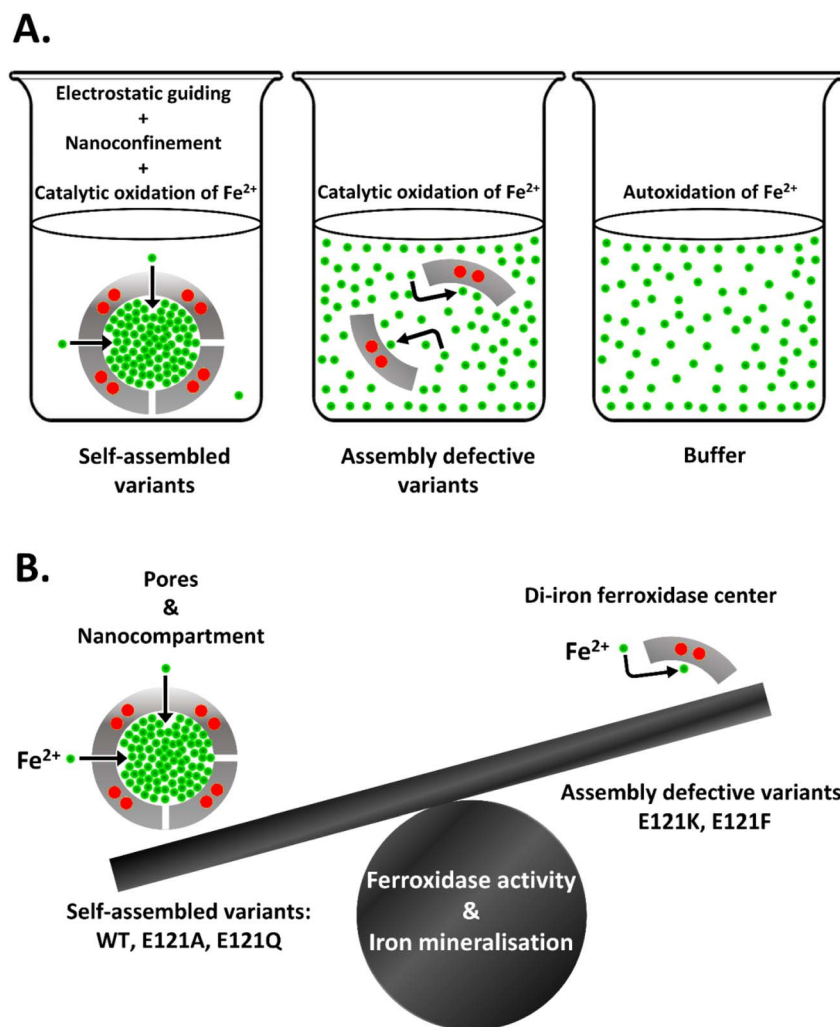 A.
Electrostatic guiding
+
Nanoconfinement
+
Catalytic oxidation of Fe²⁺
Catalytic oxidation of Fe²⁺
Autoxidation of Fe²⁺
Self-assembled
variants
Assembly defective
variants
Buffer
B.
Pores
&
Nanocompartment
Fe²⁺
Di-iron ferroxidase center
Fe²⁺
Assembly defective variants
E121K, E121F
Self-assembled variants:
WT, E121A, E121Q
Ferroxidase activity
&
Iron mineralisation